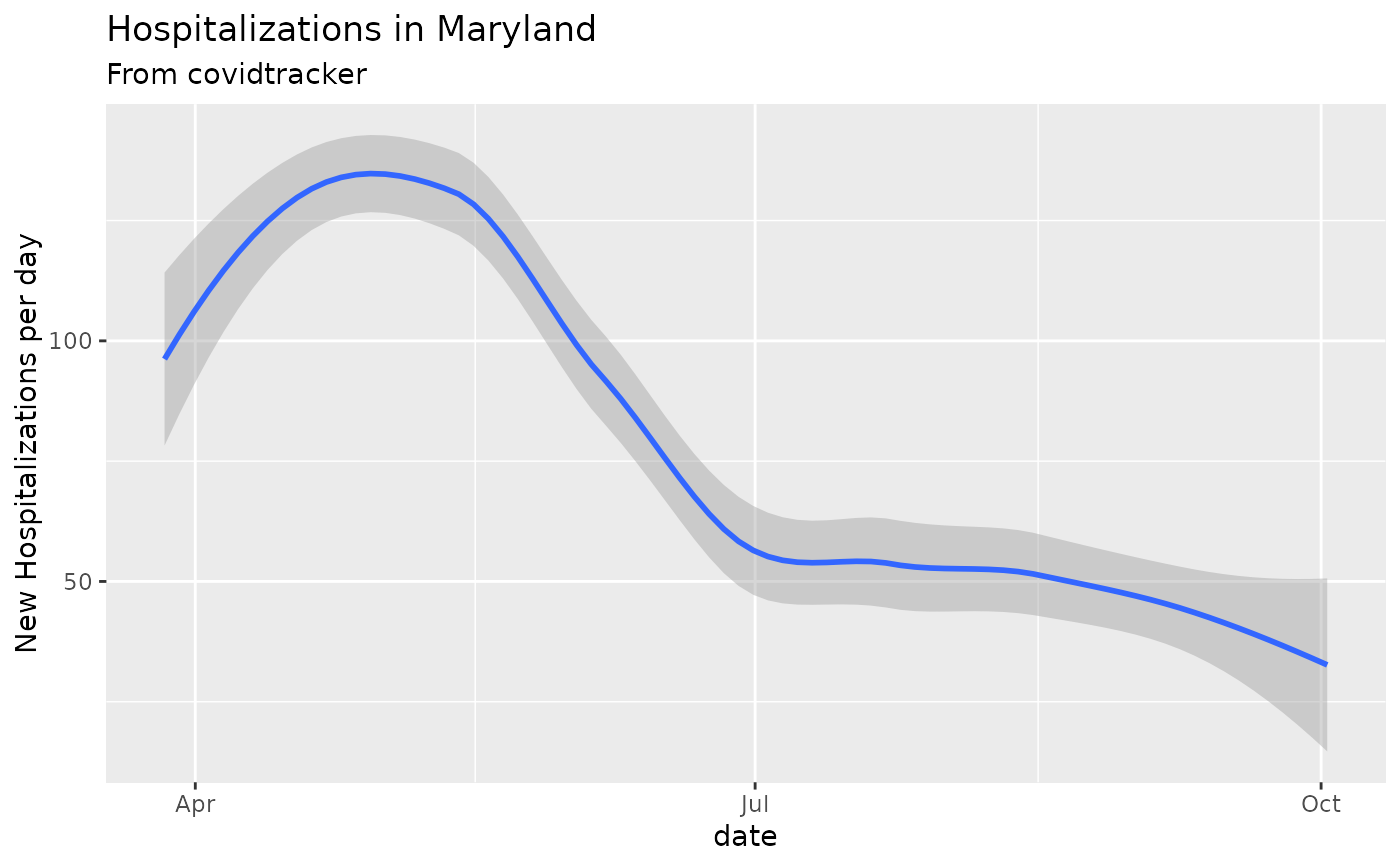 Hospitalizations in Maryland
From covidtracker
New Hospitalizations per day
100
50
Apr
Jul
Oct
date